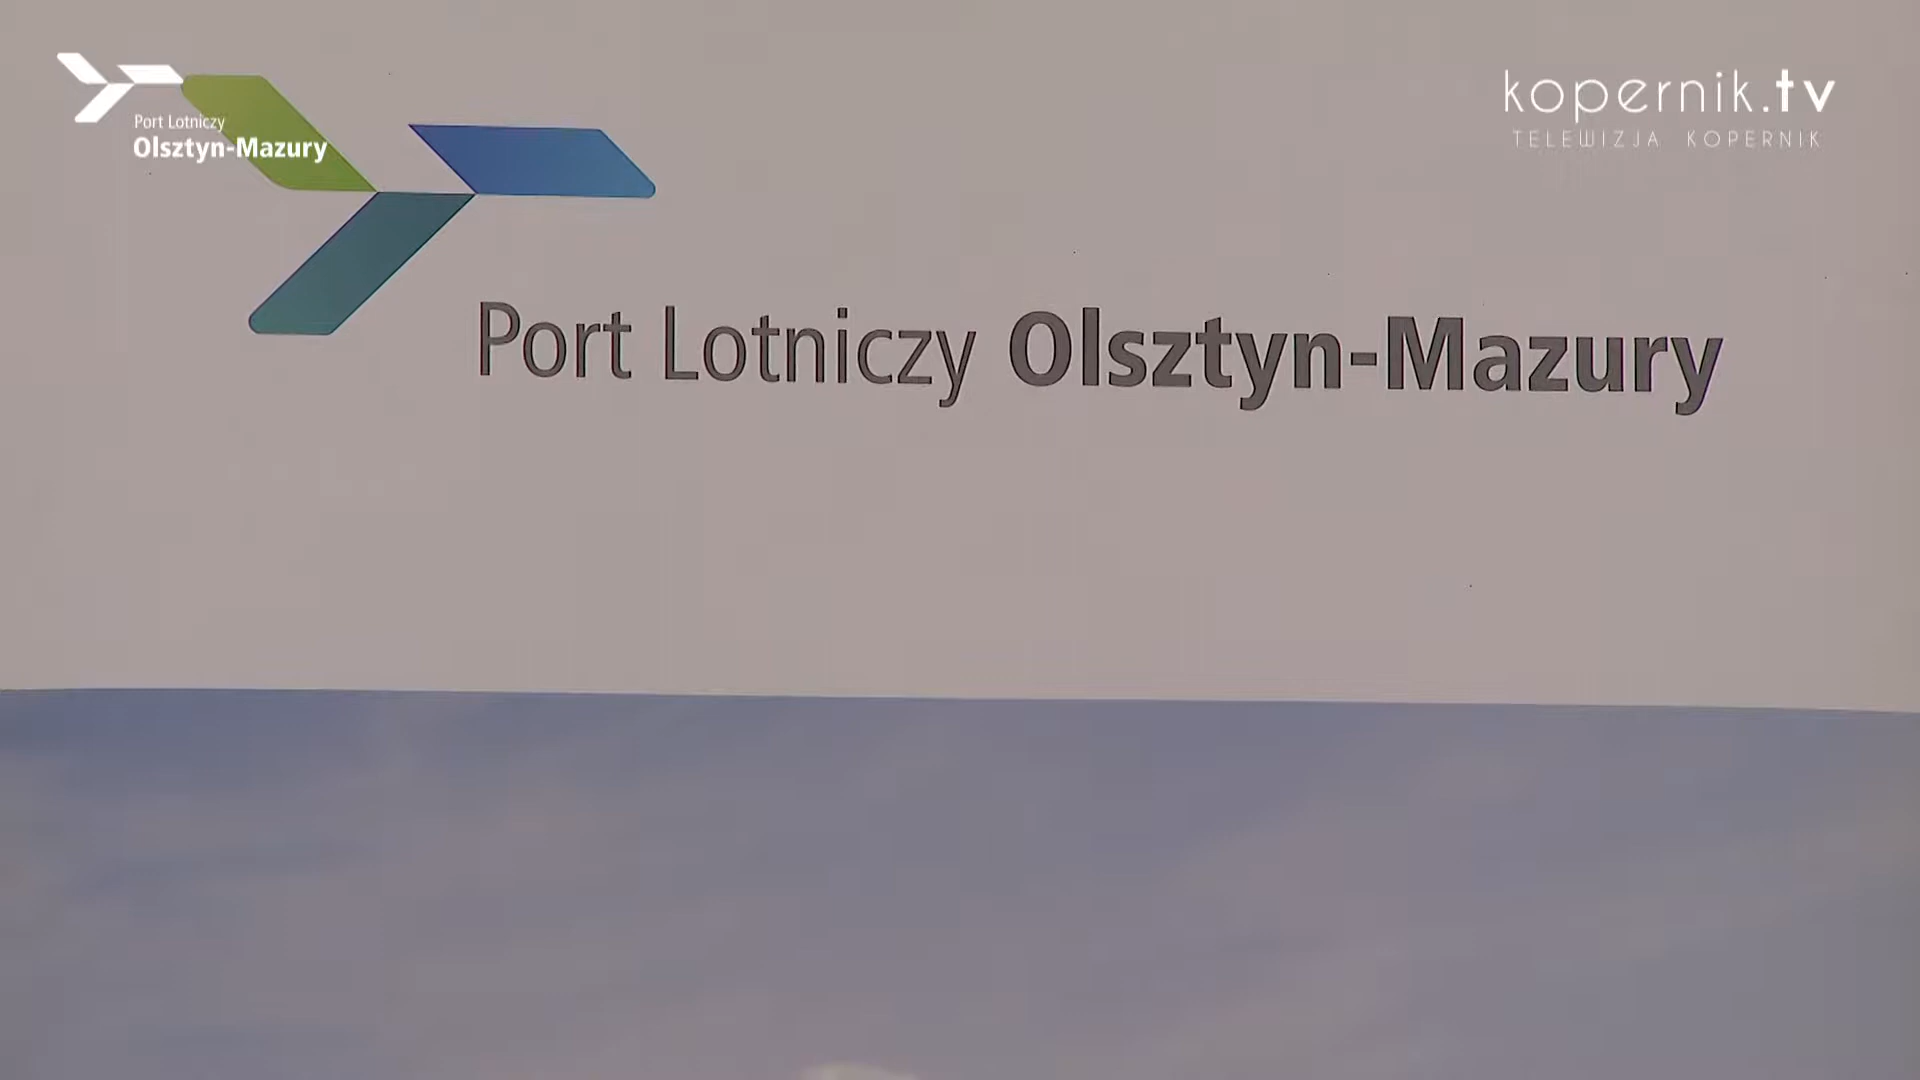 Port Lotniczy
Olsztyn-Mazury
kopernik.tv
TELEWIZJA KOPERNIK
Port Lotniczy Olsztyn-Mazury